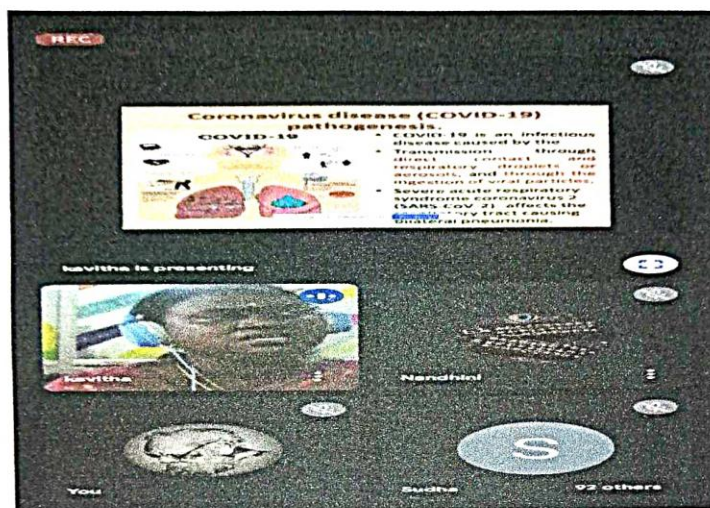 REC
Coronavirus disease (COVID-19)
pathogenesis.
COVID-19
• COVID-19 is an infectious
disease caused by the
• Transmission through
direct contact and
respiratory droplets or
aerosols, and through the
ingestion of oral particles.
• Severe acute respiratory
syndrome coronavirus 2
(SARS COV 2) affects the
tract causing
bilateral pneumonia.
kavitha is presenting
kavitha
Nandhini
You
S
Sudha
92 others